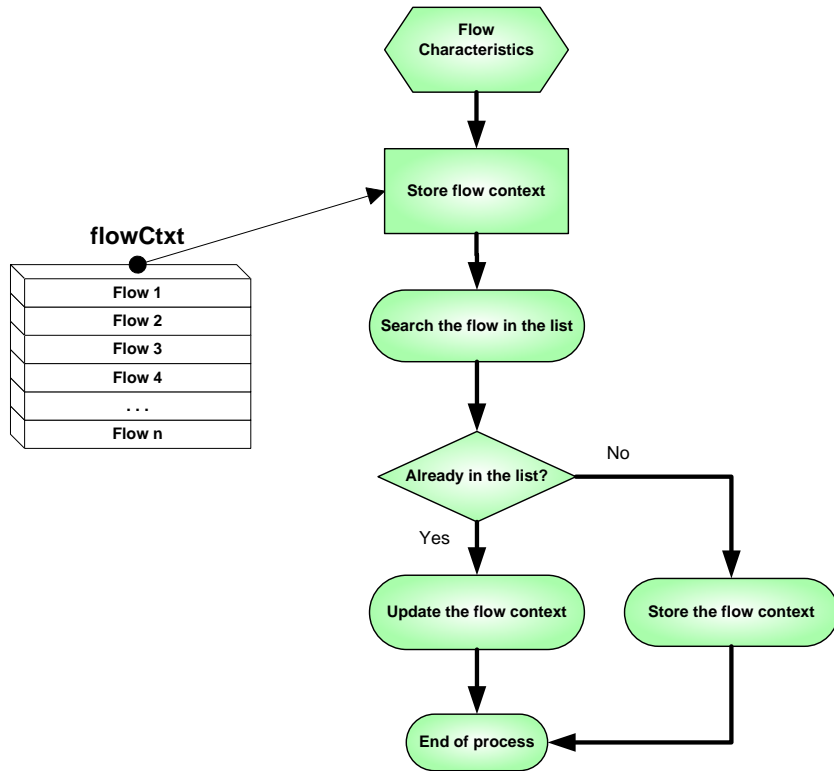 Flow
Characteristics
Store flow context
flowCtxt
Flow 1
Flow 2
Flow 3
Flow 4
. . .
Flow n
Search the flow in the list
Already in the list?
No
Yes
Update the flow context
Store the flow context
End of process